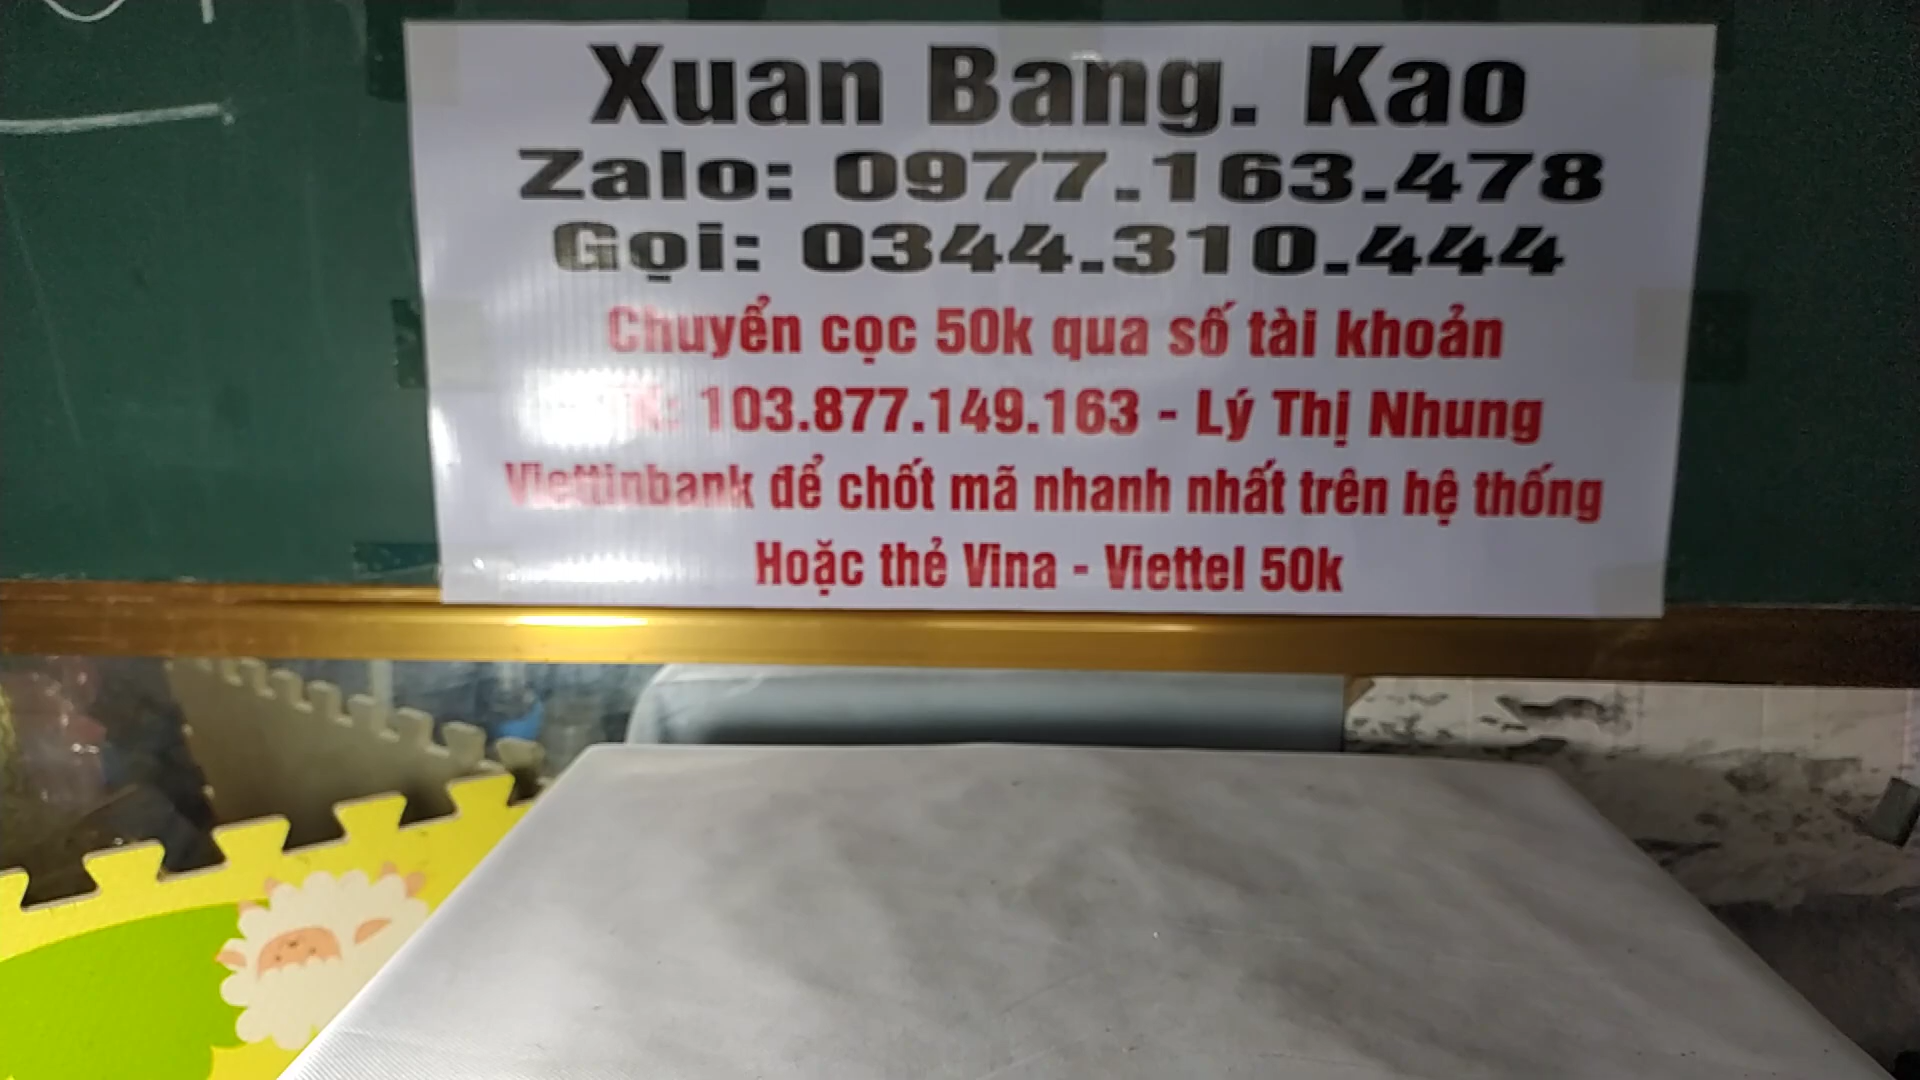 Xuan Bang. Kao
Zalo: 0977.163.478
Gọi: 0344.310.444
Chuyển cọc 50k qua số tài khoản
103.877.149.163 - Lý Thị Nhung
Viettinbank để chốt mã nhanh nhất trên hệ thống
Hoặc thẻ Vina - Viettel 50k